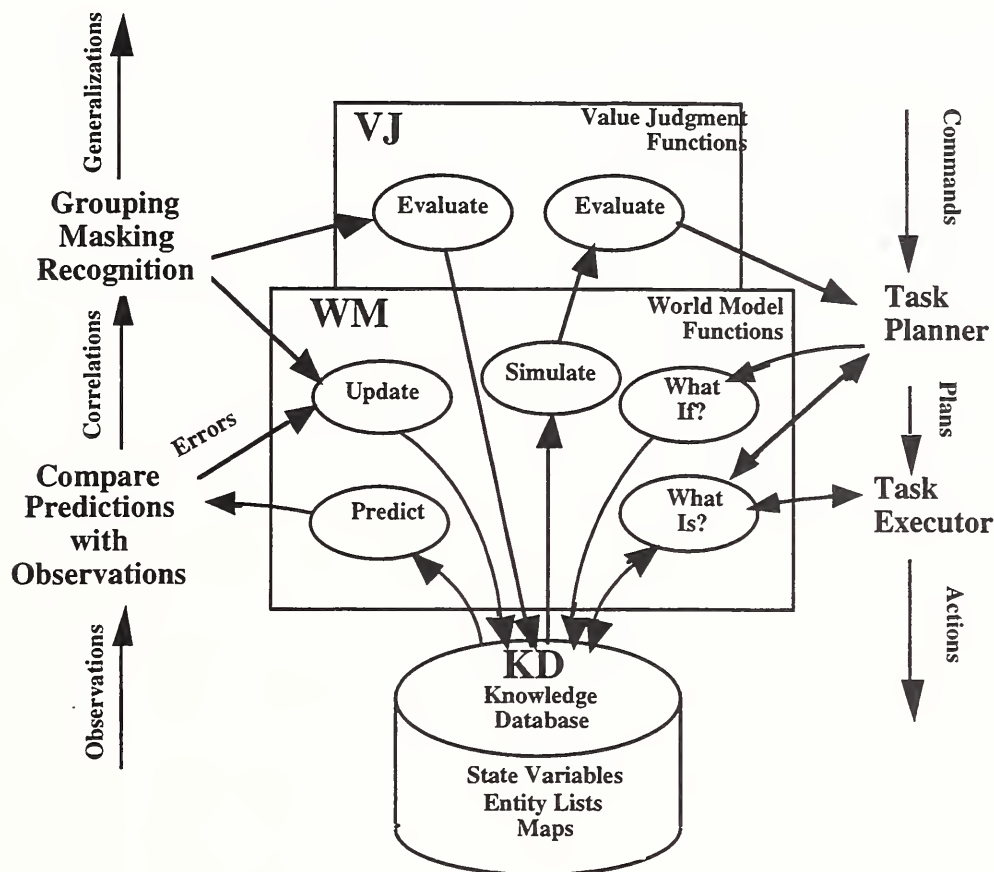 Generalizations
Grouping
Masking
Recognition
Correlations
Errors
Compare
Predictions
with
Observations
Observations
VJ
Value Judgment
Functions
Evaluate
Evaluate
WM
World Model
Functions
Update
Simulate
What
If?
Predict
What
Is?
KD
Knowledge
Database
State Variables
Entity Lists
Maps
Commands
Task
Planner
Plans
Task
Executor
Actions